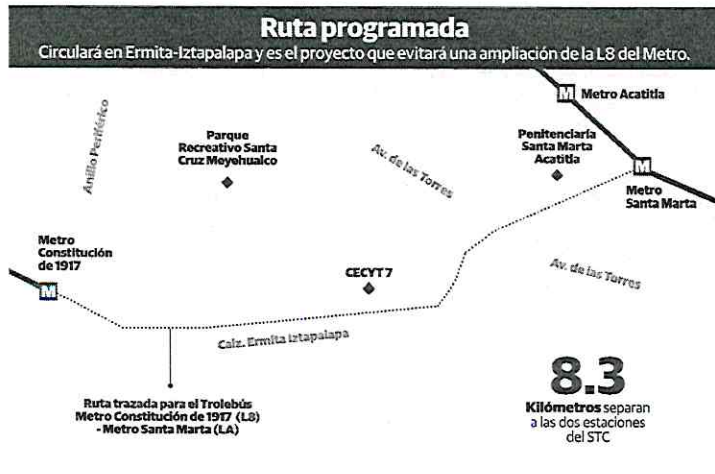 Ruta programada
Circulará en Ermita-Iztapalapa y es el proyecto que evitará una ampliación de la L8 del Metro.
M Metro Acatitla
Anillo Periférico
Parque
Recreativo Santa
Cruz Meyehualco
Av. de las Torres
Penitenciaría
Santa Marta
Acatitla
M
Metro
Santa Marta
Metro
Constitución
de 1917
M
CECYT 7
Av. de las Torres
Calz. Ermita Iztapalapa
Ruta trazada para el Trolebús
Metro Constitución de 1917 (L8)
- Metro Santa Marta (LA)
8.3
Kilómetros separan
a las dos estaciones
del STC